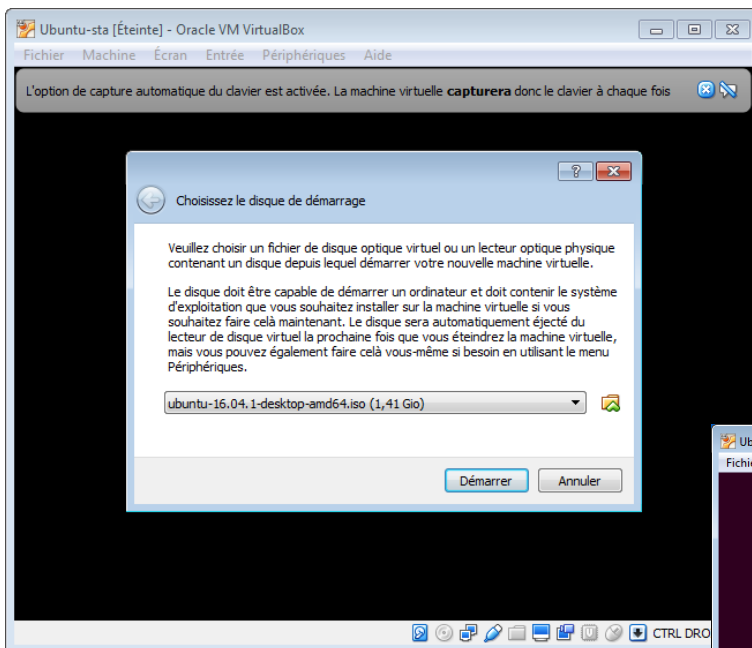 Ubuntu-sta [Éteinte] - Oracle VM VirtualBox
Fichier Machine Écran Entrée Périphériques Aide
L'option de capture automatique du clavier est activée. La machine virtuelle capturera donc le clavier à chaque fois
Choisissez le disque de démarrage
Veuillez choisir un fichier de disque optique virtuel ou un lecteur optique physique
contenant un disque depuis lequel démarrer votre nouvelle machine virtuelle.
Le disque doit être capable de démarrer un ordinateur et doit contenir le système
d'exploitation que vous souhaitez installer sur la machine virtuelle si vous
souhaitez faire celà maintenant. Le disque sera automatiquement éjecté du
lecteur de disque virtuel la prochaine fois que vous éteindrez la machine virtuelle,
mais vous pouvez également faire celà vous-même si besoin en utilisant le menu
Périphériques.
ubuntu-16.04.1-desktop-amd64.iso (1,41 Gio)
Démarrer Annuler
Ub
Fichi
CTRL DRO